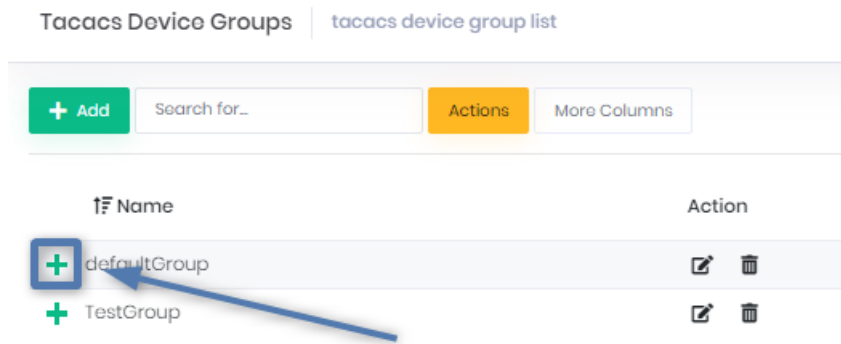 Tacacs Device Groups tacacs device group list
Add Search for... Actions More Columns
Name Action
defaultGroup
TestGroup